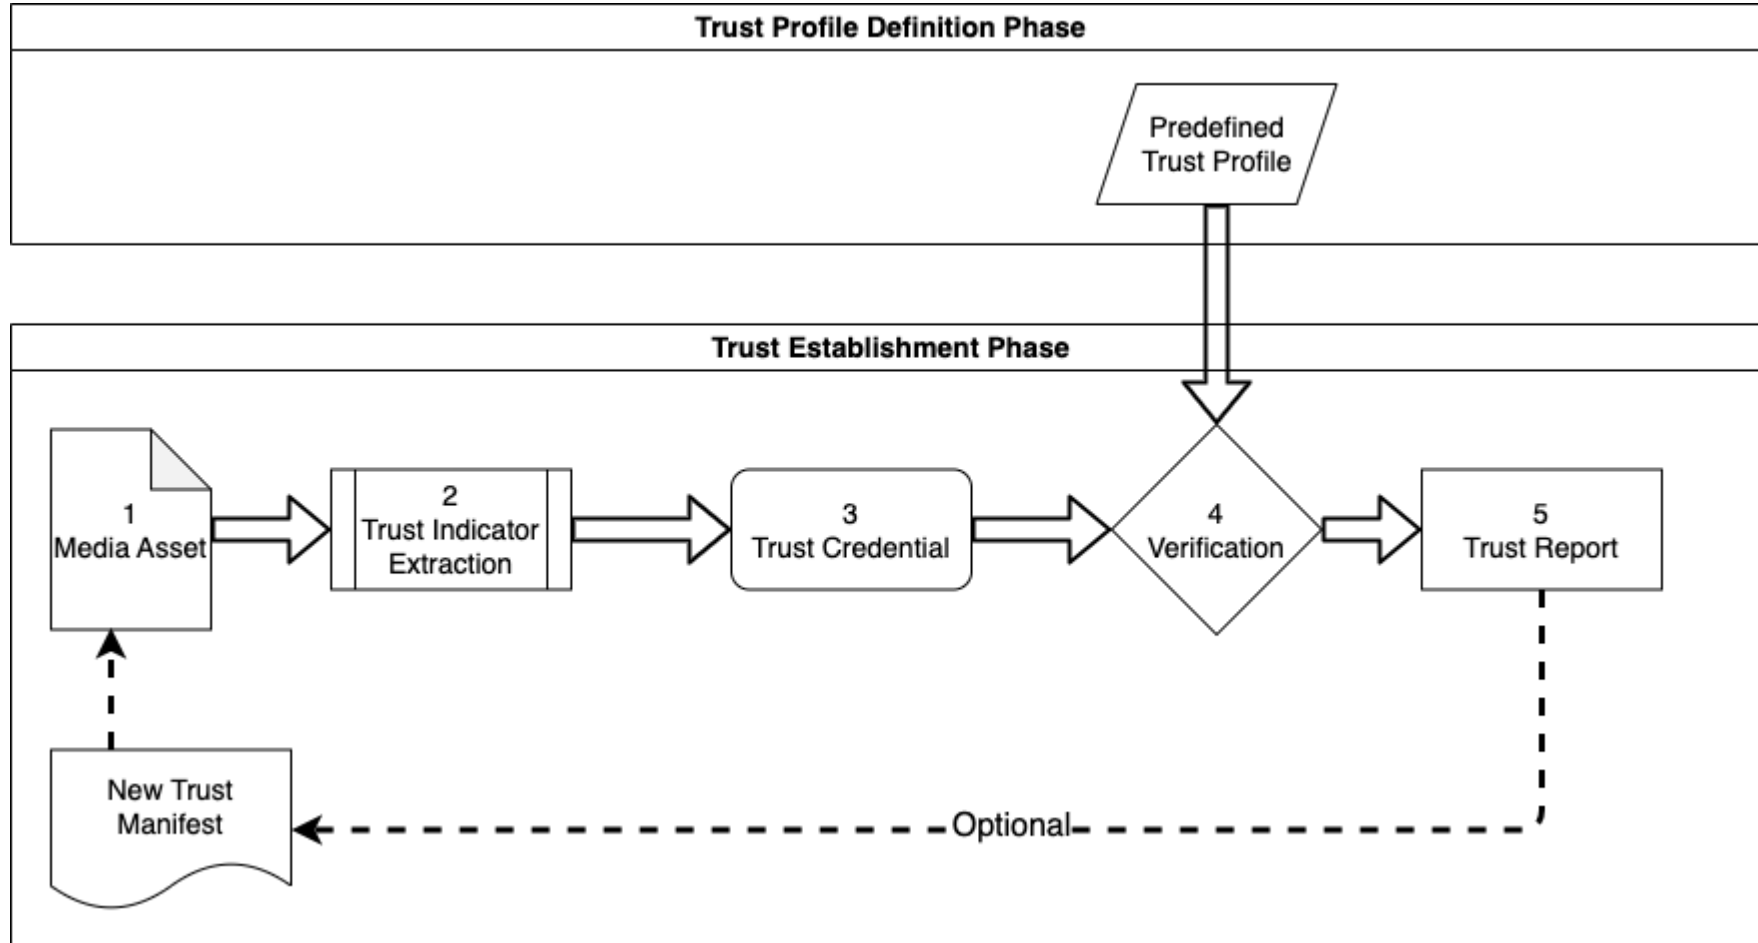 Trust Profile Definition Phase
Predefined
Trust Profile
Trust Establishment Phase
1
Media Asset
2
Trust Indicator
Extraction
3
Trust Credential
4
Verification
5
Trust Report
New Trust
Manifest
Optional